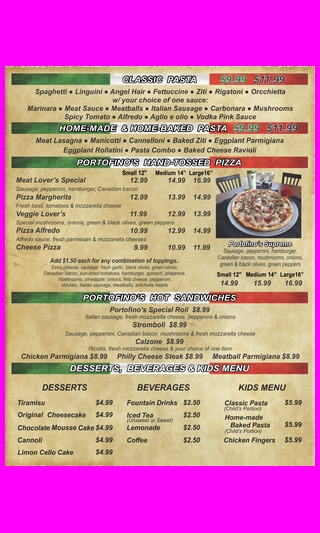 CLASSIC PASTA $9.99 $11.99
Spaghetti • Linguini • Angel Hair • Fettuccine • Ziti • Rigatoni • Orcchietta
w/ your choice of one sauce:
Marinara • Meat Sauce • Meatballs • Italian Sausage • Carbonara • Mushrooms
Spicy Tomato • Alfredo • Aglio e olio • Vodka Pink Sauce
HOME-MADE & HOME-BAKED PASTA $9.99 $11.99
Meat Lasagna • Manicotti • Cannelloni • Baked Ziti • Eggplant Parmigiana
Eggplant Rollatini • Pasta Combo • Baked Cheese Ravioli
PORTOFINO'S HAND-TOSSED PIZZA
Small 12" Medium 14" Large16"
Meat Lover's Special 12.99 14.99 16.99
Sausage, pepperoni, hamburger, Canadian bacon
Pizza Margherita 12.99 13.99 14.99
Fresh basil, tomatoes & mozzarella cheese
Veggie Lover's 11.99 12.99 13.99
Special mushrooms, onions, green & black olives, green peppers
Pizza Alfredo 10.99 12.99 14.99
Alfredo sauce, fresh parmesan & mozzarella cheeses
Cheese Pizza 9.99 10.99 11.99
Add $1.50 each for any combination of toppings.
Extra cheese, sausage, fresh garlic, black olives, green olives
Canadian bacon, sun-dried tomatoes, hamburger, spinach, jalapenos,
mushrooms, pineapple, onions, feta cheese, pepperoni,
chicken, Italian sausage, meatballs, artichoke hearts
Portofino's Supreme
Sausage, pepperoni, hamburger,
Canadian bacon, mushrooms, onions,
green & black olives, green peppers
Small 12" Medium 14" Large16"
14.99 15.99 16.99
PORTOFINO'S HOT SANDWICHES
Portofino's Special Roll $8.99
Italian sausage, fresh mozzarella cheese, pepperoni & onions
Stromboli $8.99
Sausage, pepperoni, Canadian bacon, mushrooms & fresh mozzarella cheese
Calzone $8.99
Ricotta, fresh mozzarella cheese & your choice of one item
Chicken Parmigiana $8.99 Philly Cheese Steak $8.99 Meatball Parmigiana $8.99
DESSERTS, BEVERAGES & KIDS MENU
DESSERTS
Tiramisu $4.99
Original Cheesecake $4.99
Chocolate Mousse Cake $4.99
Cannoli $4.99
Limon Cello Cake $4.99
BEVERAGES
Fountain Drinks $2.50
Iced Tea $2.50
(Unsweet or Sweet)
Lemonade $2.50
Coffee $2.50
KIDS MENU
Classic Pasta $5.99
(Child's Portion)
Home-made
Baked Pasta $5.99
(Child's Portion)
Chicken Fingers $5.99